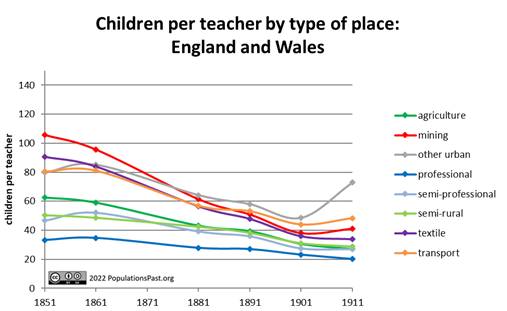 Children per teacher by type of place:
England and Wales
children per teacher
140
120
100
80
60
40
20
0
1851
1861
1871
1881
1891
1901
1911
agriculture
mining
other urban
professional
semi-professional
semi-rural
textile
transport
2022 PopulationsPast.org